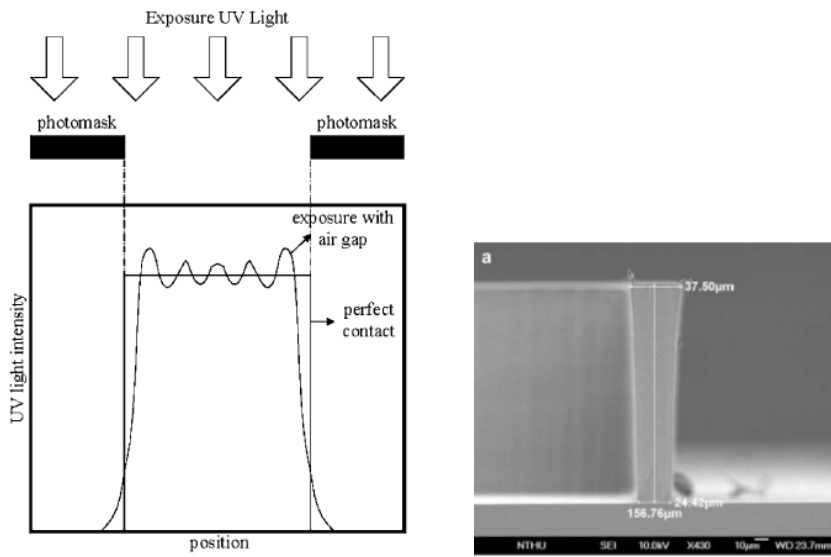 Exposure UV Light
photomask
photomask
exposure with
air gap
perfect
contact
UV light intensity
position
a
37.50µm
24.42µm
156.76µm
NTHU SEI 10.0kV X430 10µm WD 23.7mm